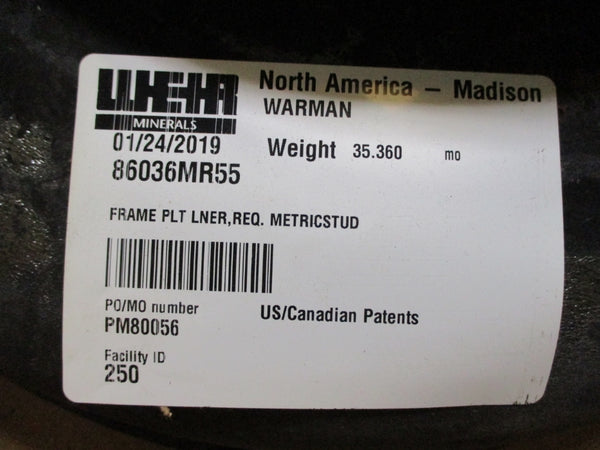 WEIR
MINERALS
North America – Madison
WARMAN
01/24/2019
Weight 35.360 mo
86036MR55
FRAME PLT LNER,REQ. METRICSTUD
PO/MO number
PM80056
US/Canadian Patents
Facility ID
250